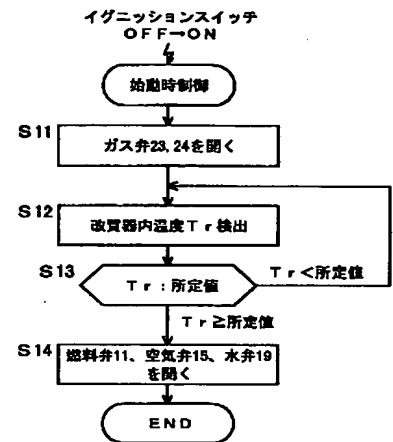 イグニッションスイッチ
OFF→ON
始動時制御
S11
ガス弁23,24を開く
S12
改質器内温度Tr検出
S13
Tr:所定値
Tr<所定値
Tr≥所定値
S14
燃料弁11、空気弁15、水弁19
を開く
END